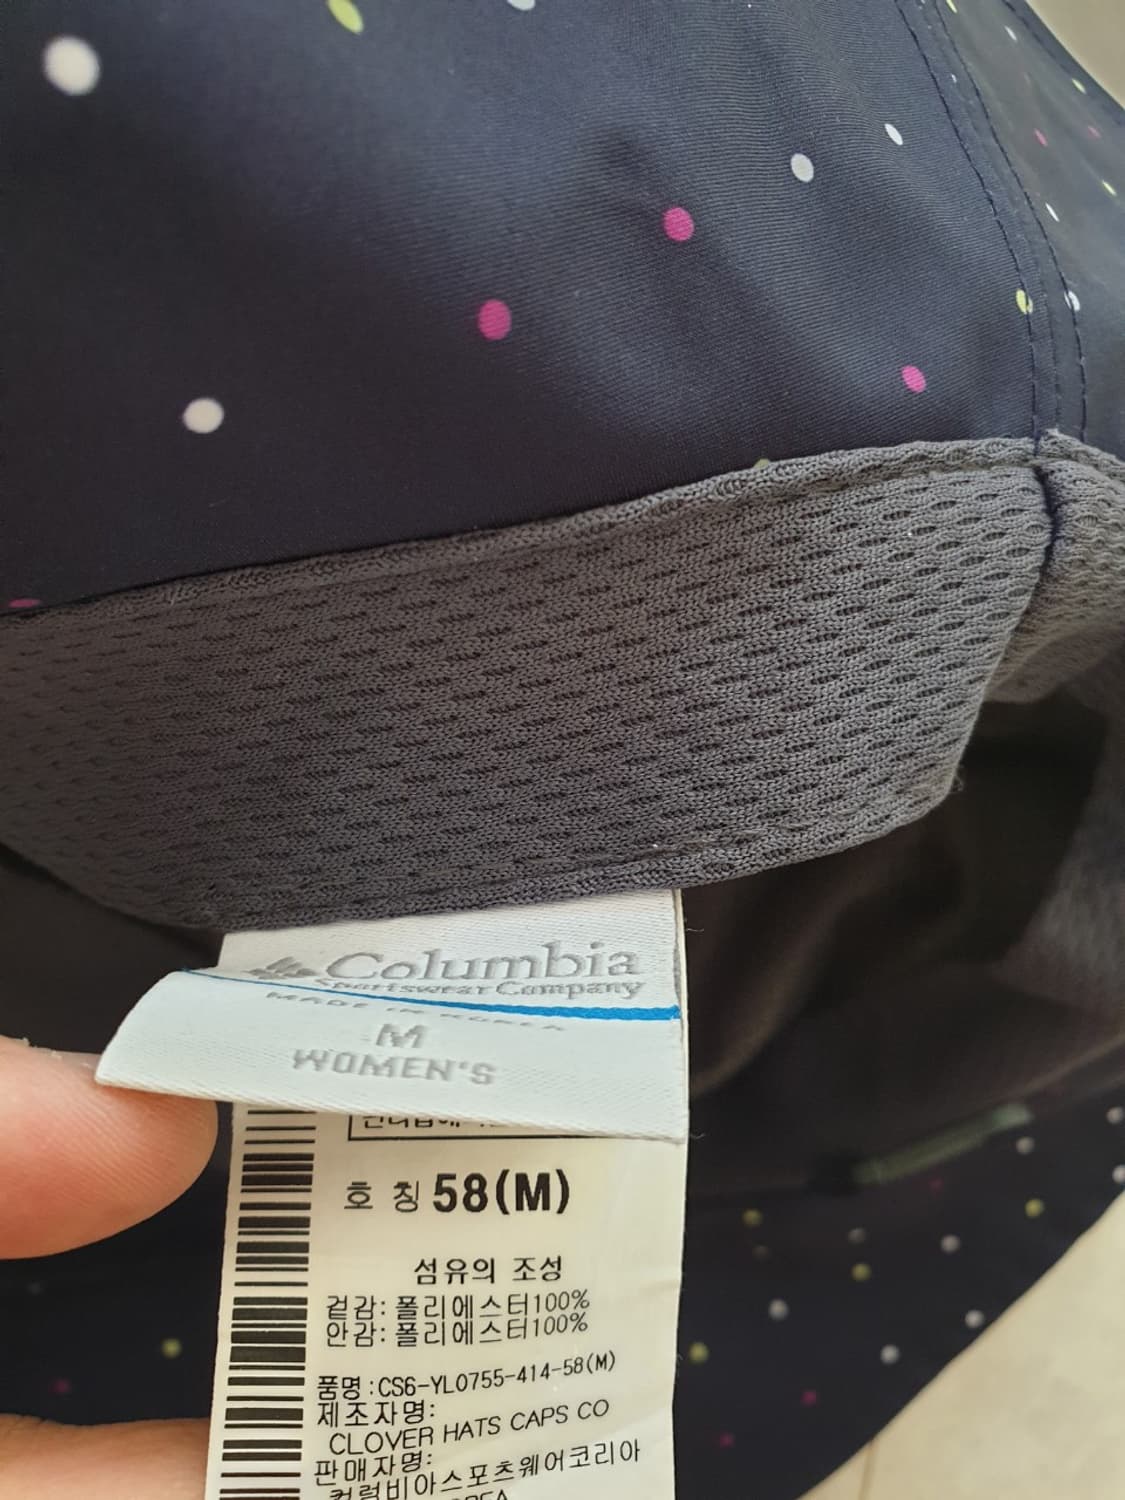 Columbia
Sportswear Company
MADE IN KOREA
M
WOMEN'S
호 칭 58(M)
섬유의 조성
겉감: 폴리에스터100%
안감: 폴리에스터100%
품명:CS6-YL0755-414-58(M)
제조자명:
CLOVER HATS CAPS CO
판매자명:
컬럼비아스포츠웨어코리아